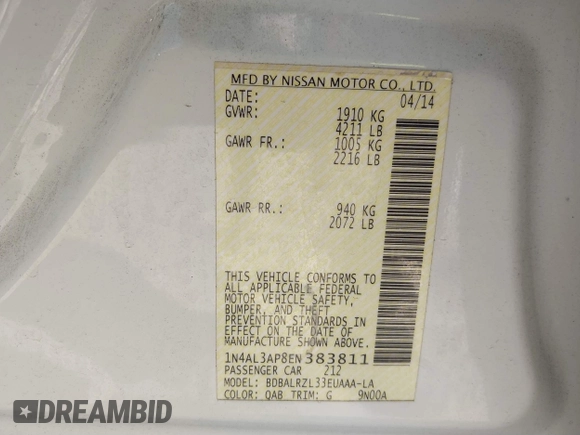 MFD BY NISSAN MOTOR CO., LTD.
DATE: 04/14
GVWR: 1910 KG
4211 LB
GAWR FR.: 1005 KG
2216 LB
GAWR RR.: 940 KG
2072 LB
THIS VEHICLE CONFORMS TO
ALL APPLICABLE FEDERAL
MOTOR VEHICLE SAFETY,
BUMPER, AND THEFT
PREVENTION STANDARDS IN
EFFECT ON THE DATE OF
MANUFACTURE SHOWN ABOVE.
1N4AL3AP8EN383811
PASSENGER CAR 212
MODEL: BDBALRZL33EUAAA-LA
COLOR: QAB TRIM: G 9N00A
DREAMBID